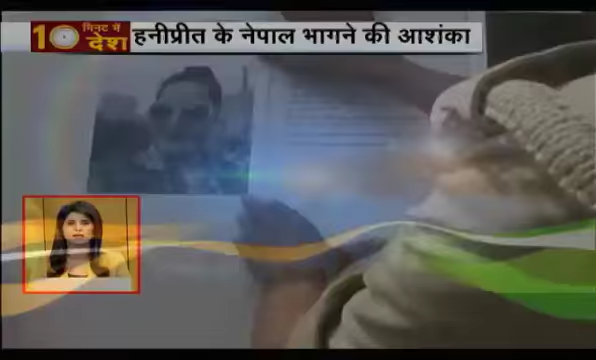 10 मिनट में देश
हनीप्रीत के नेपाल भागने की आशंका